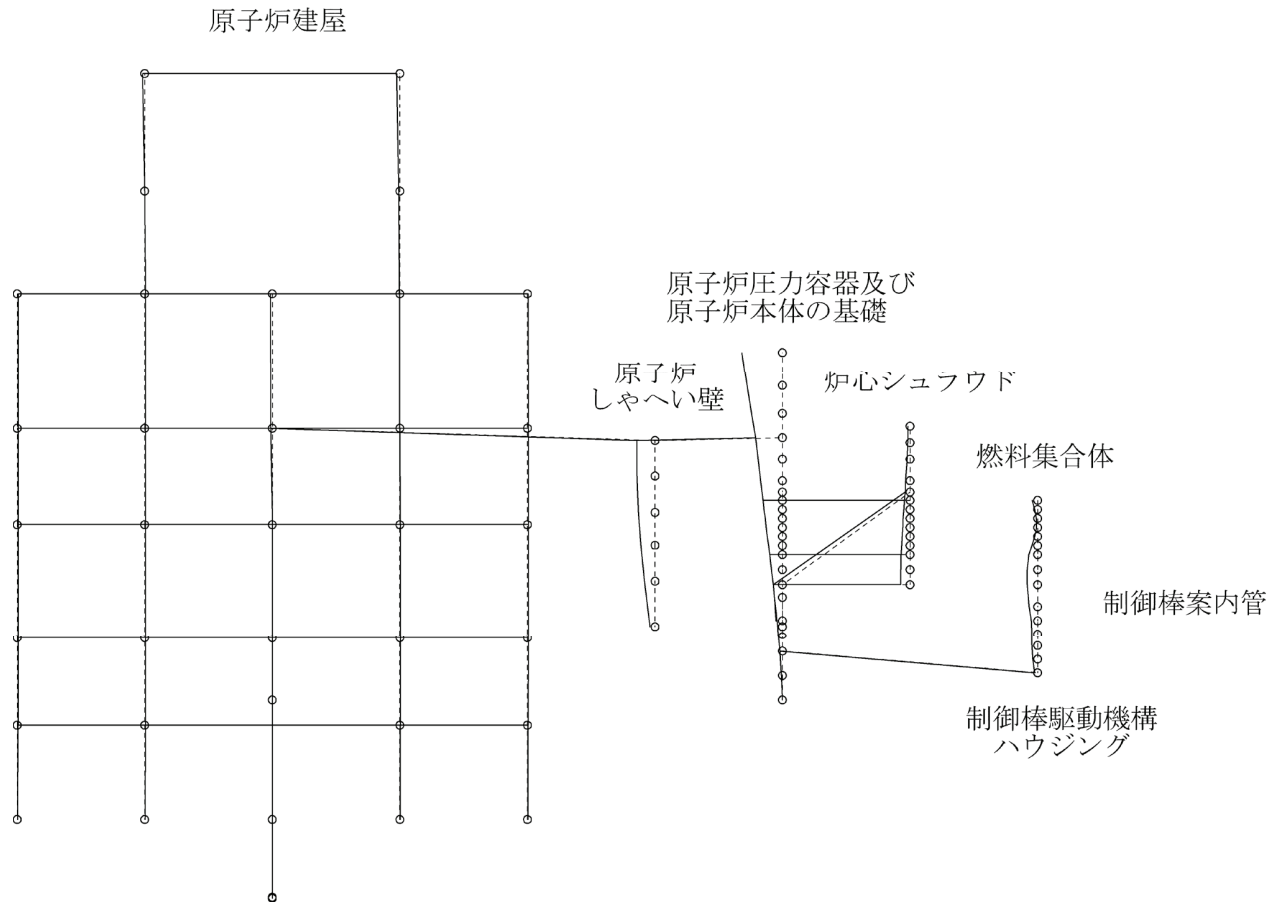 原子炉建屋
原子炉圧力容器及び
原子炉本体の基礎
原子炉
しゃへい壁
炉心シュラウド
燃料集合体
制御棒案内管
制御棒駆動機構
ハウジング